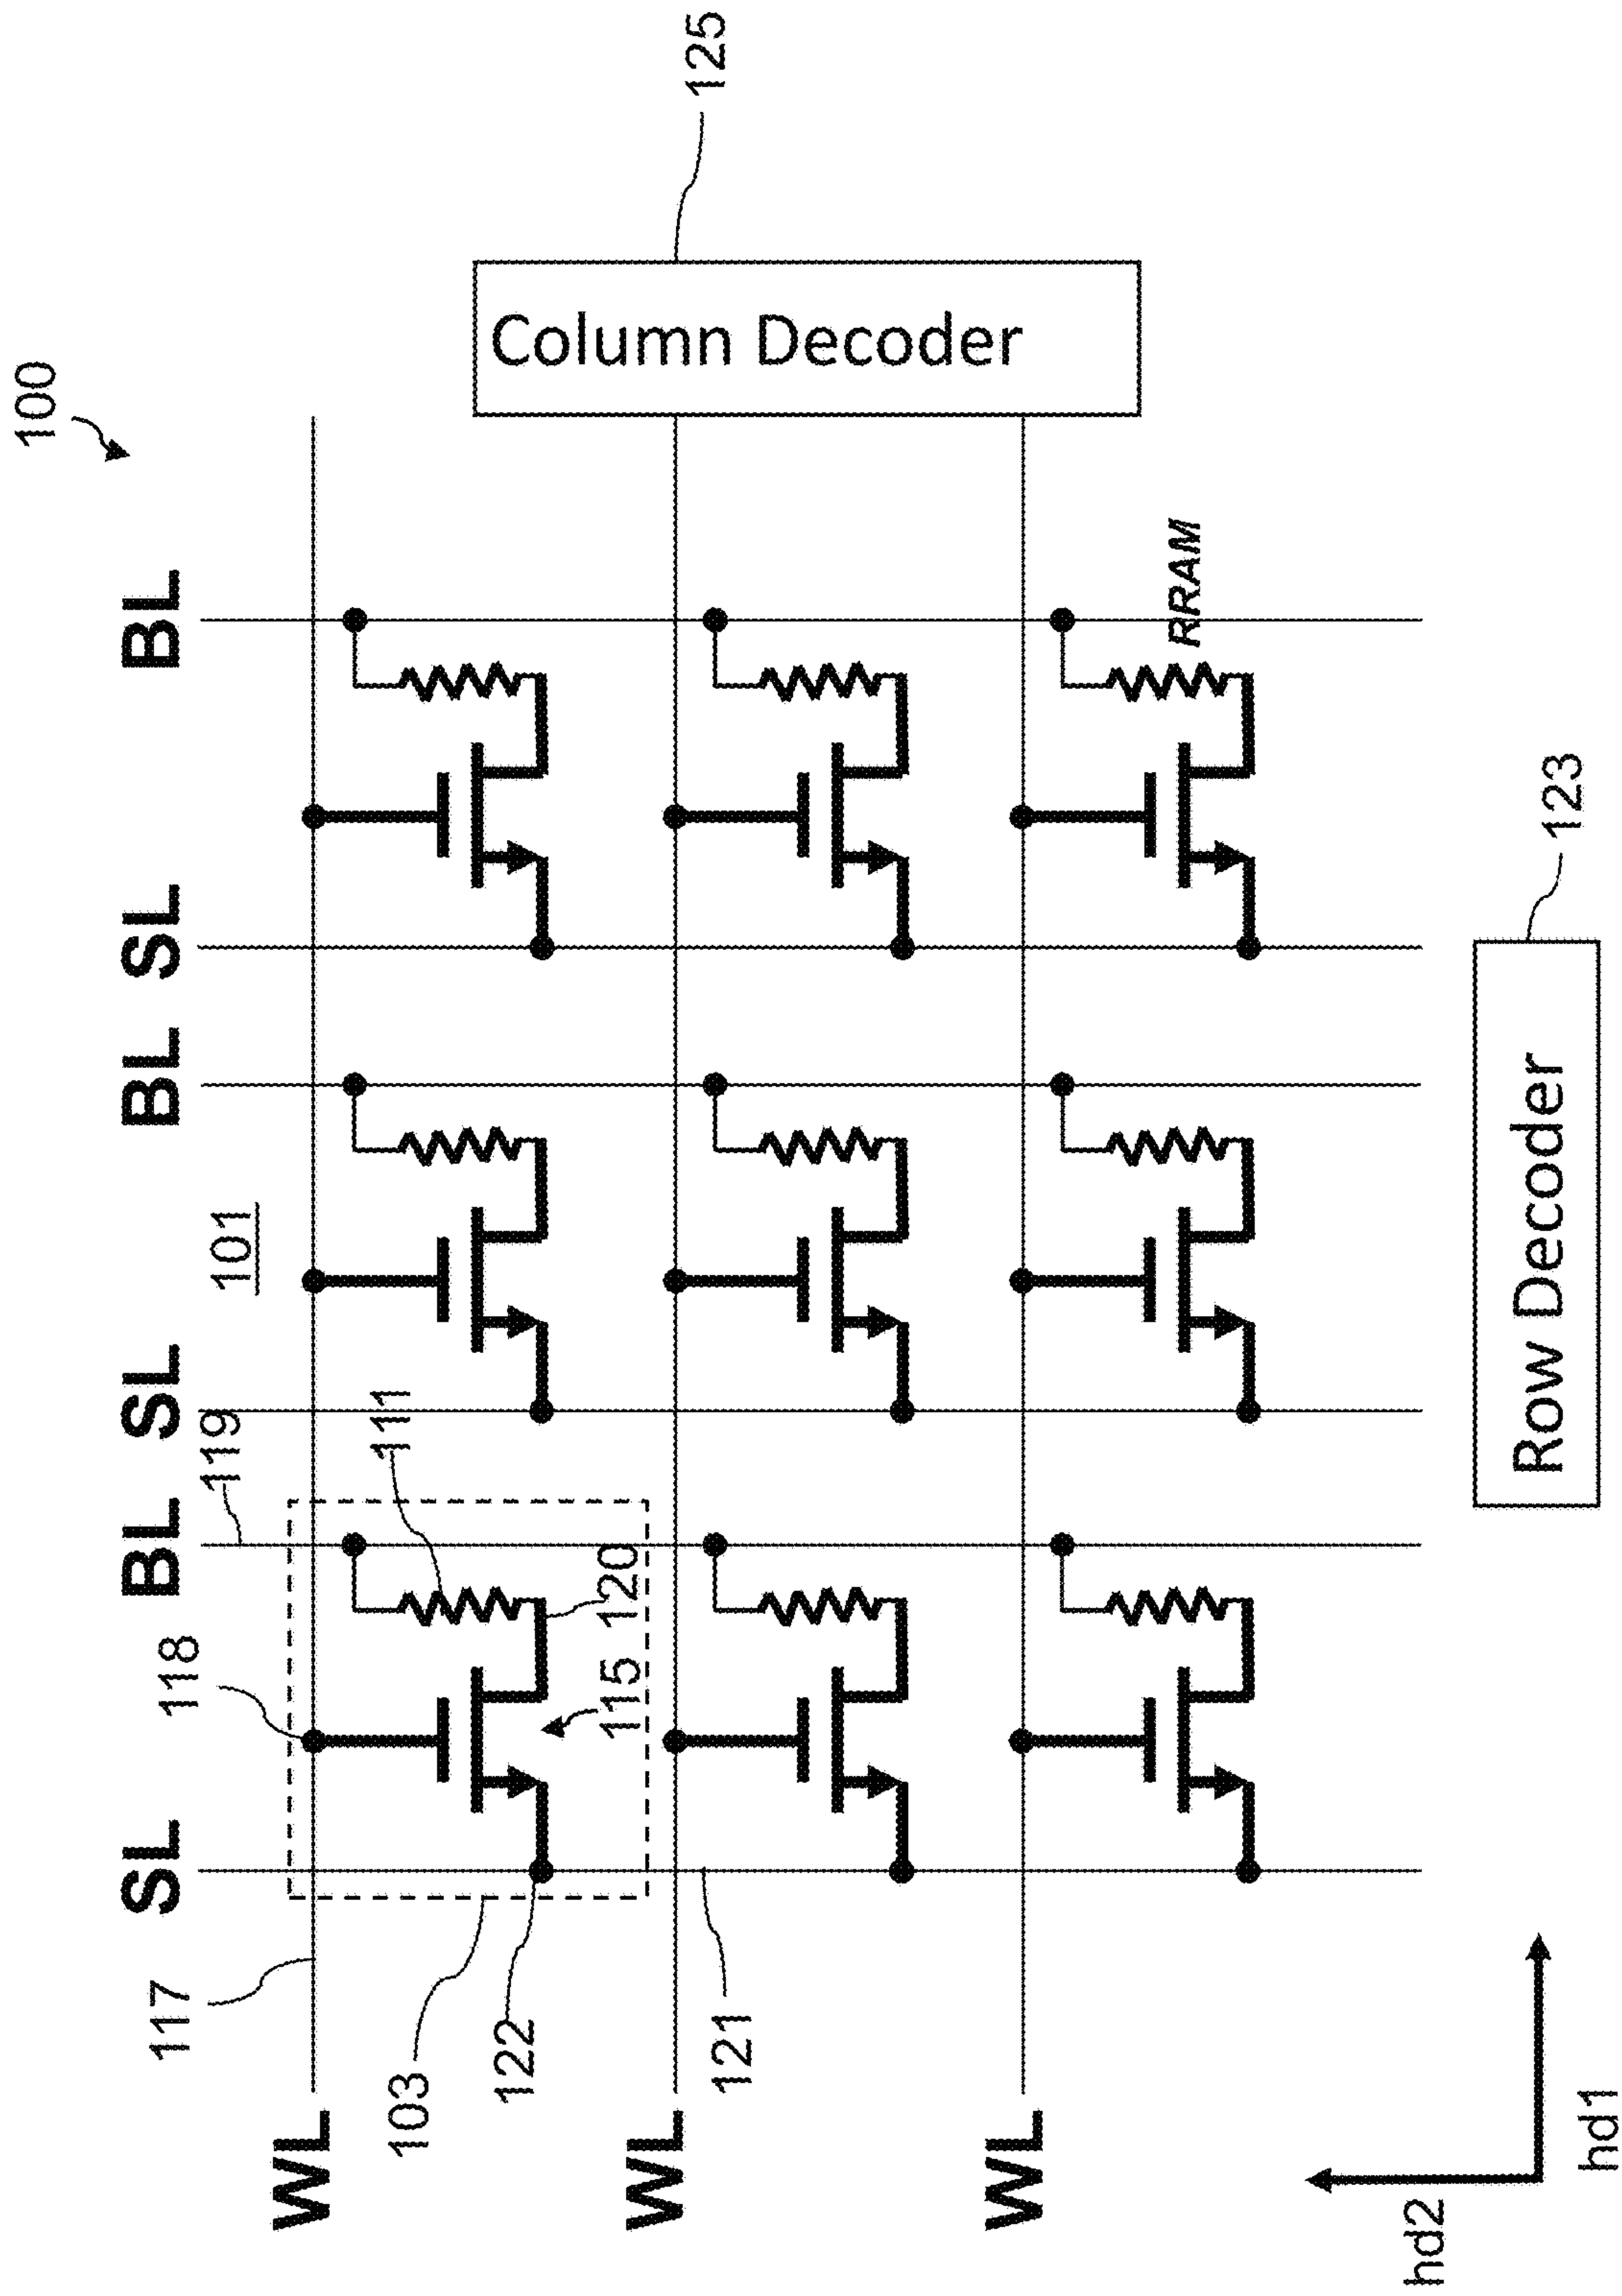 100
SL BL SL BL SL BL
117 118
119 101
WL
103 111
122
115 120
WL
125
121
Column Decoder
WL
RRAM
hd2
Row Decoder
123
hd1